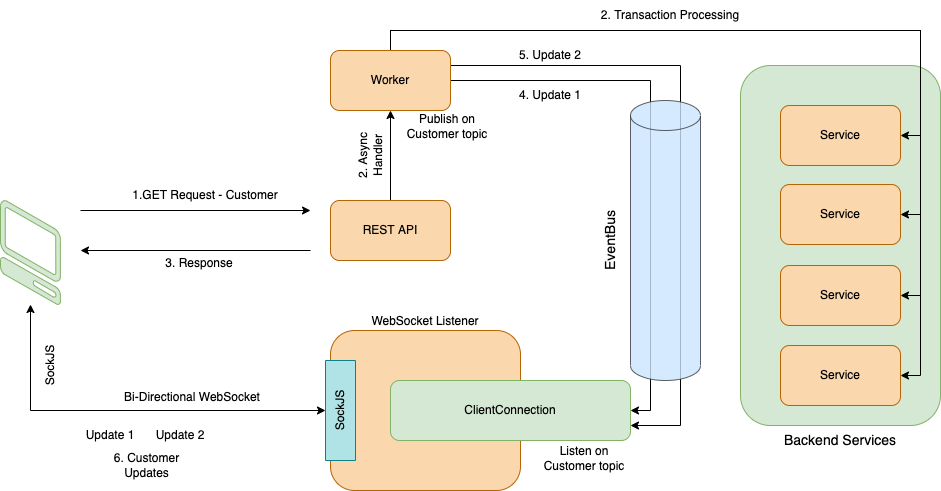 2. Transaction Processing
5. Update 2
Worker
4. Update 1
Publish on
Customer topic
2. Async
Handler
Service
1.GET Request - Customer
REST API
Service
3. Response
EventBus
Service
WebSocket Listener
Service
SockJS
Bi-Directional WebSocket
SockJS
ClientConnection
Update 1
Update 2
Backend Services
6. Customer
Updates
Listen on
Customer topic